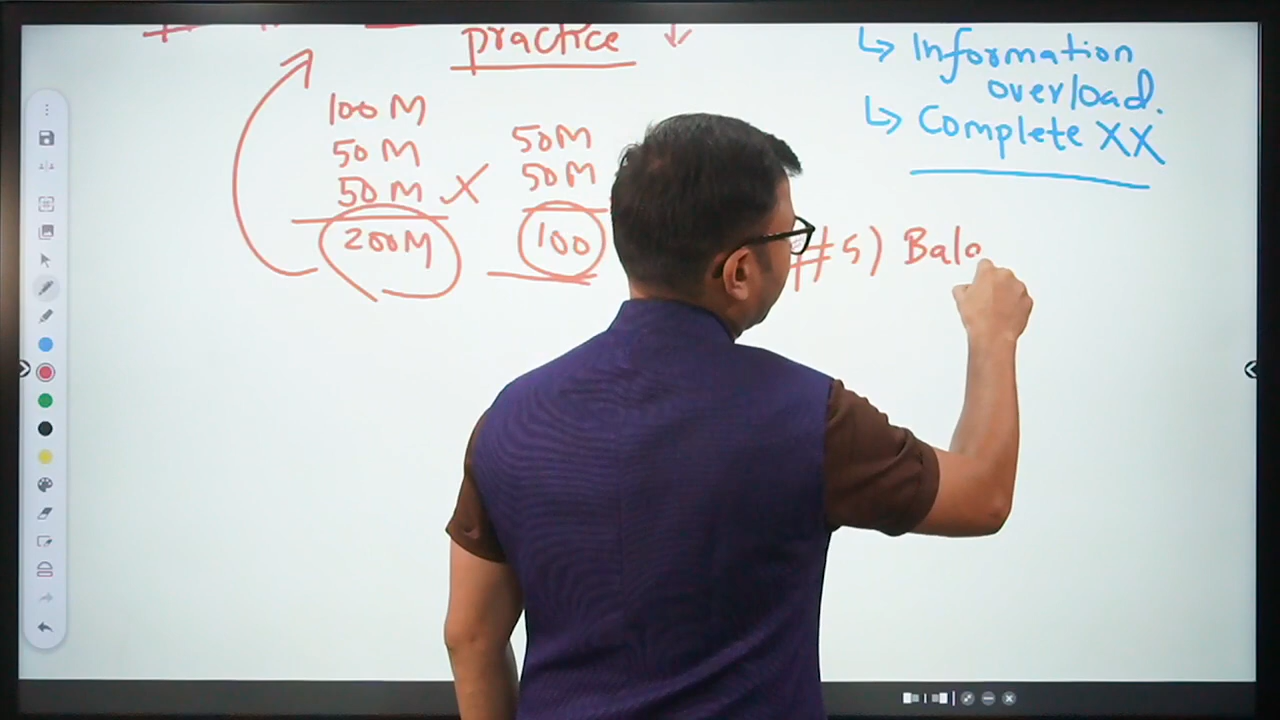 practice ↓
100 M
50 M
50 M X
200M
50M
50M
100
↳ Information
overload.
↳ Complete XX
#5) Bala